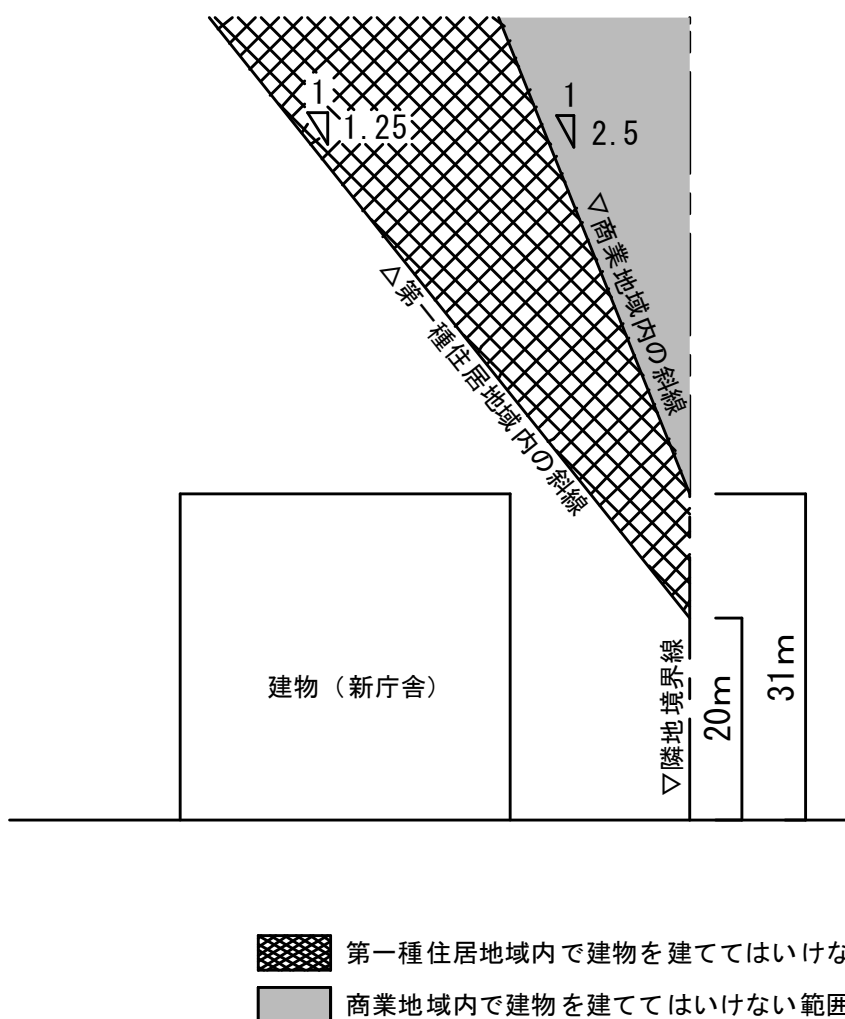 1
1.25
1
2.5
▽商業地域内の斜線
△第一種住居地域内の斜線
建物（新庁舎）
▽隣地境界線
20m
31m
第一種住居地域内で建物を建ててはいけな
商業地域内で建物を建ててはいけない範囲